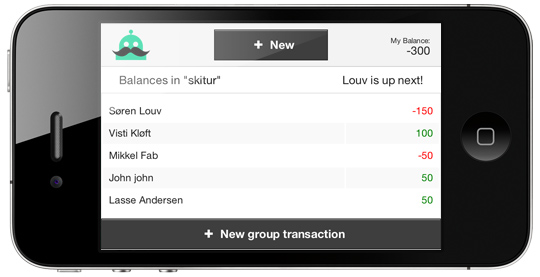 + New
My Balance:
-300
Balances in "skitur" Louv is up next!
Søren Louv -150
Visti Kløft 100
Mikkel Fab -50
John john 50
Lasse Andersen 50
+ New group transaction